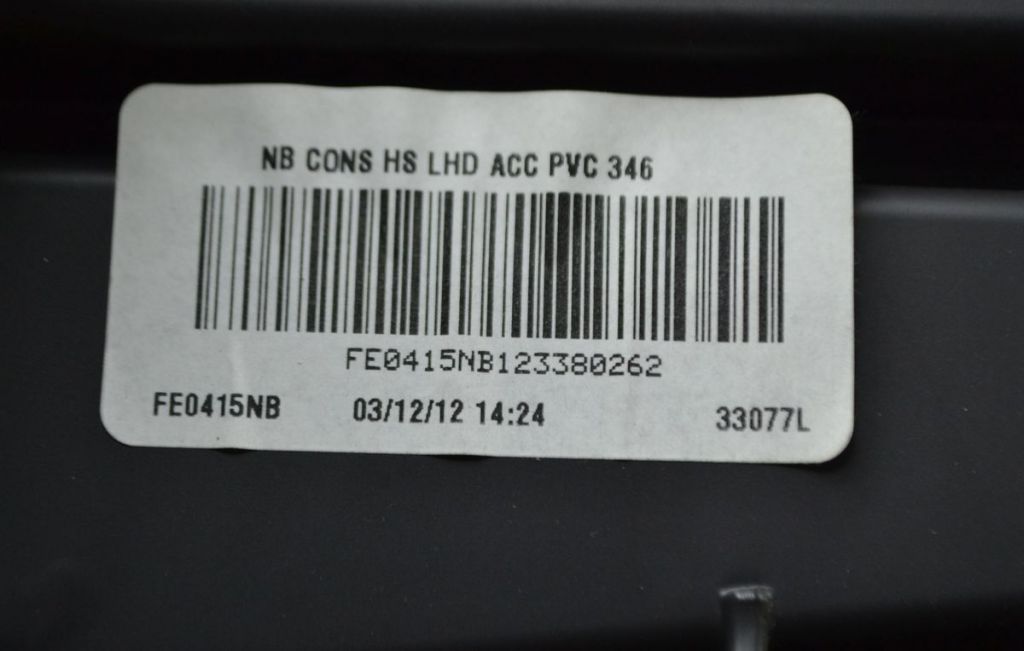 NB CONS HS LHD ACC PVC 346
FE0415NB123380262
FE0415NB 03/12/12 14:24 33077L